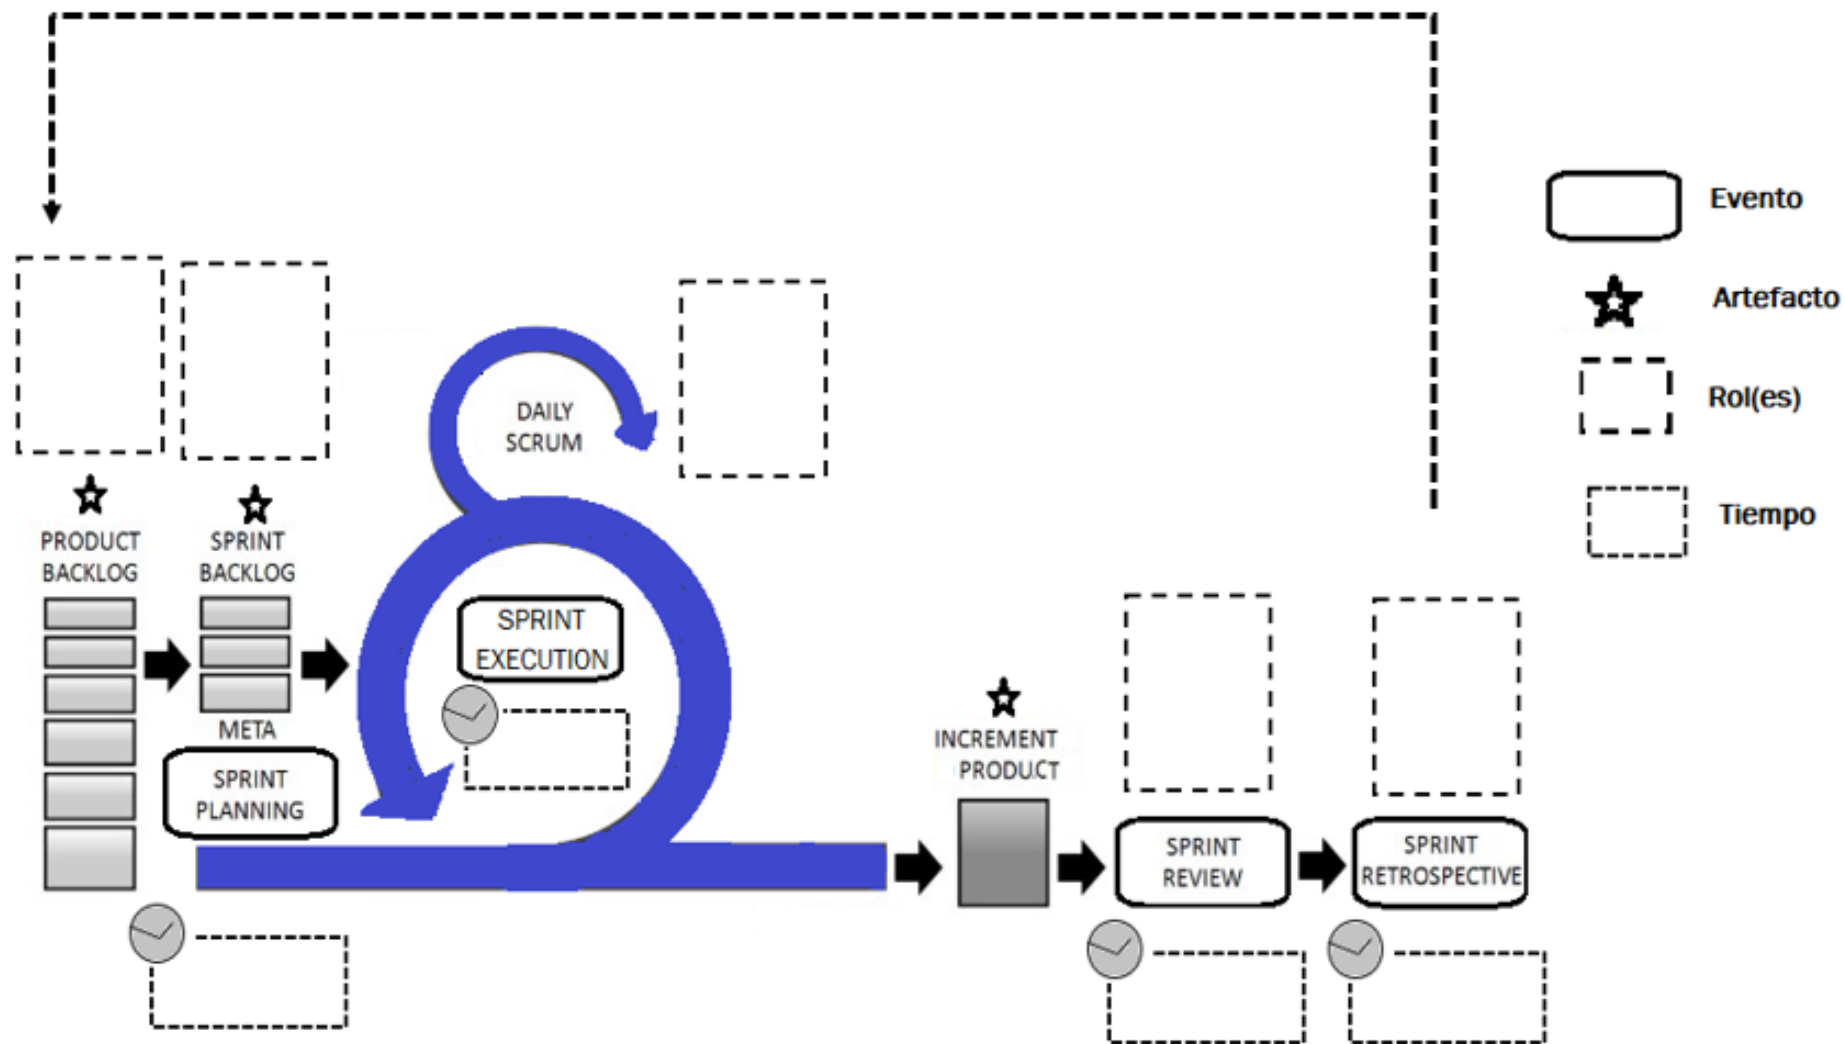 Evento
Artefacto
Rol(es)
Tiempo
DAILY
SCRUM
PRODUCT
BACKLOG
SPRINT
BACKLOG
META
SPRINT
PLANNING
SPRINT
EXECUTION
INCREMENT
PRODUCT
SPRINT
REVIEW
SPRINT
RETROSPECTIVE